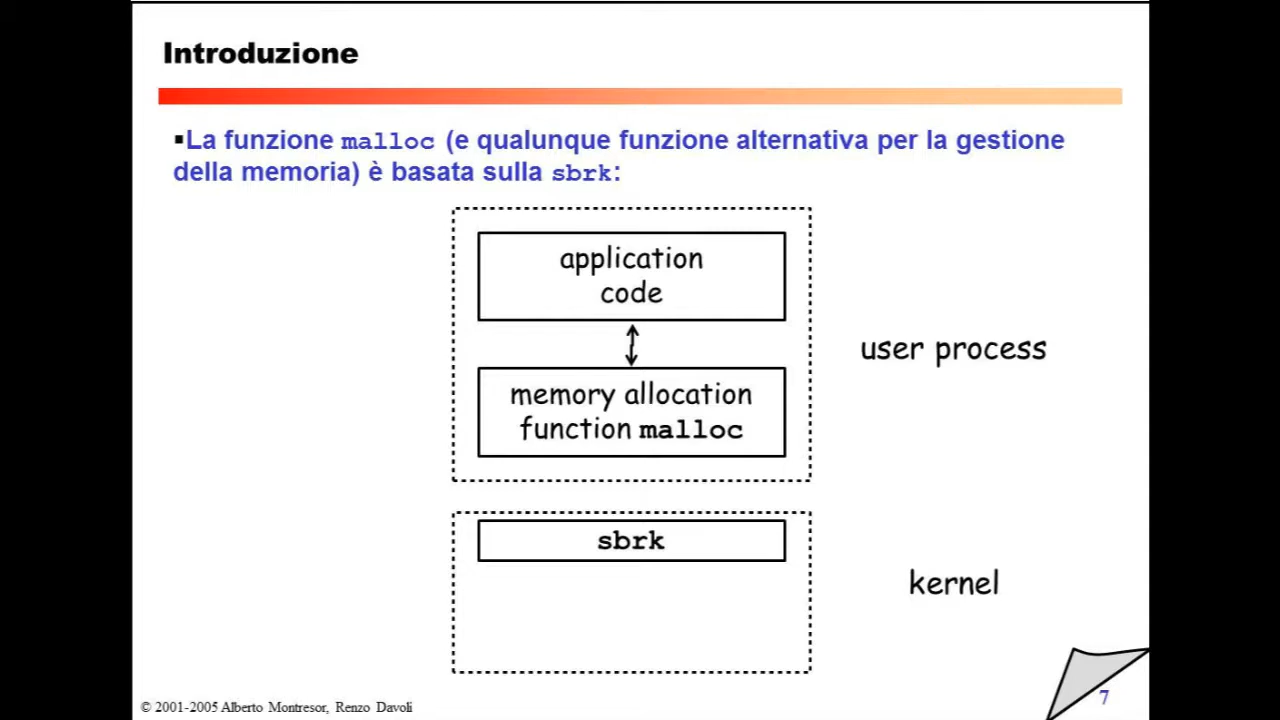 Introduzione
▪La funzione malloc (e qualunque funzione alternativa per la gestione
della memoria) è basata sulla sbrk:
application
code
user process
memory allocation
function malloc
sbrk
kernel
© 2001-2005 Alberto Montresor, Renzo Davoli
7